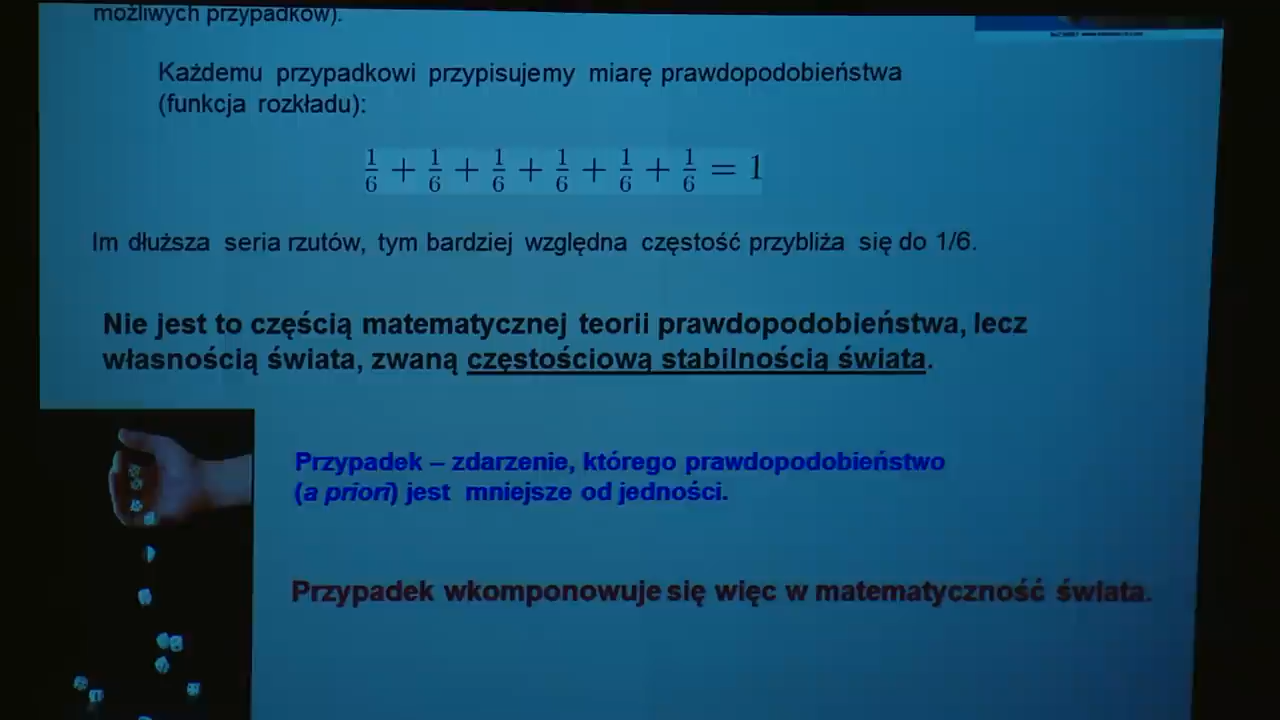 możliwych przypadków).
Każdemu przypadkowi przypisujemy miarę prawdopodobieństwa
(funkcja rozkładu):
1/6 + 1/6 + 1/6 + 1/6 + 1/6 + 1/6 = 1
Im dłuższa seria rzutów, tym bardziej względna częstość przybliża się do 1/6.
Nie jest to częścią matematycznej teorii prawdopodobieństwa, lecz
własnością świata, zwaną częstościową stabilnością świata.
Przypadek – zdarzenie, którego prawdopodobieństwo
(a priori) jest mniejsze od jedności.
Przypadek wkomponowuje się więc w matematyczność świata.